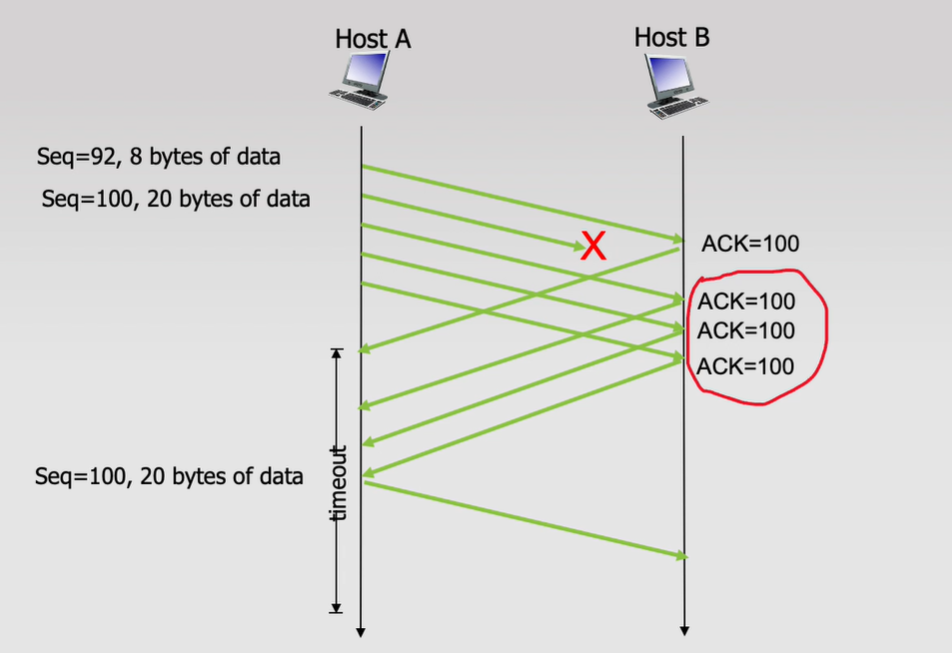 Host A
Host B
Seq=92, 8 bytes of data
Seq=100, 20 bytes of data
X
ACK=100
ACK=100
ACK=100
ACK=100
timeout
Seq=100, 20 bytes of data